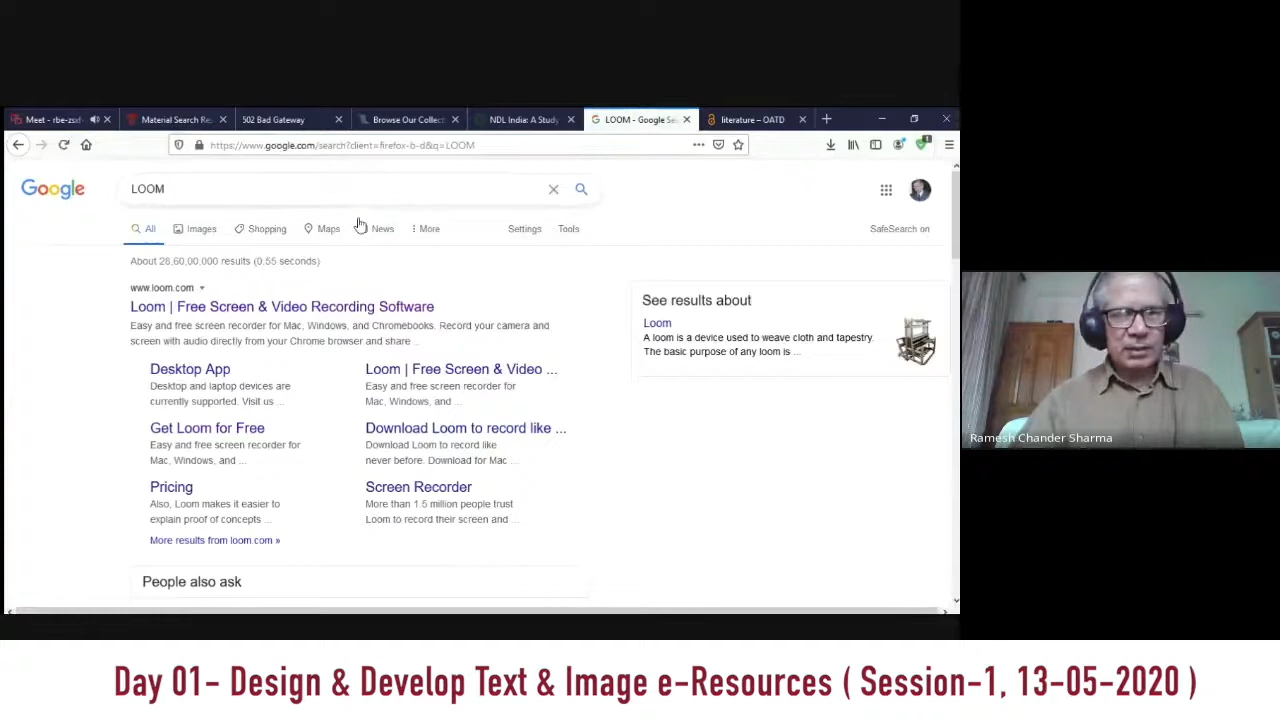 Meet - rbe-zsxf
Material Search Re
502 Bad Gateway
Browse Our Collect
NDL India: A Study
LOOM - Google Sea
literature – OATD
https://www.google.com/search?client=firefox-b-d&q=LOOM
1
Google
LOOM
All
Images
Shopping
Maps
News
More
Settings
Tools
SafeSearch on
About 28,60,00,000 results (0.55 seconds)
www.loom.com
Loom | Free Screen & Video Recording Software
Easy and free screen recorder for Mac, Windows, and Chromebooks. Record your camera and
screen with audio directly from your Chrome browser and share ...
Desktop App
Desktop and laptop devices are
currently supported. Visit us ...
Loom | Free Screen & Video ...
Easy and free screen recorder for
Mac, Windows, and ...
Get Loom for Free
Easy and free screen recorder for
Mac, Windows, and ...
Download Loom to record like ...
Download Loom to record like
never before. Download for Mac ...
Pricing
Also, Loom makes it easier to
explain proof of concepts ...
Screen Recorder
More than 1.5 million people trust
Loom to record their screen and ...
More results from loom.com »
People also ask
See results about
Loom
A loom is a device used to weave cloth and tapestry.
The basic purpose of any loom is ...
Ramesh Chander Sharma
Day 01- Design & Develop Text & Image e-Resources ( Session-1, 13-05-2020 )